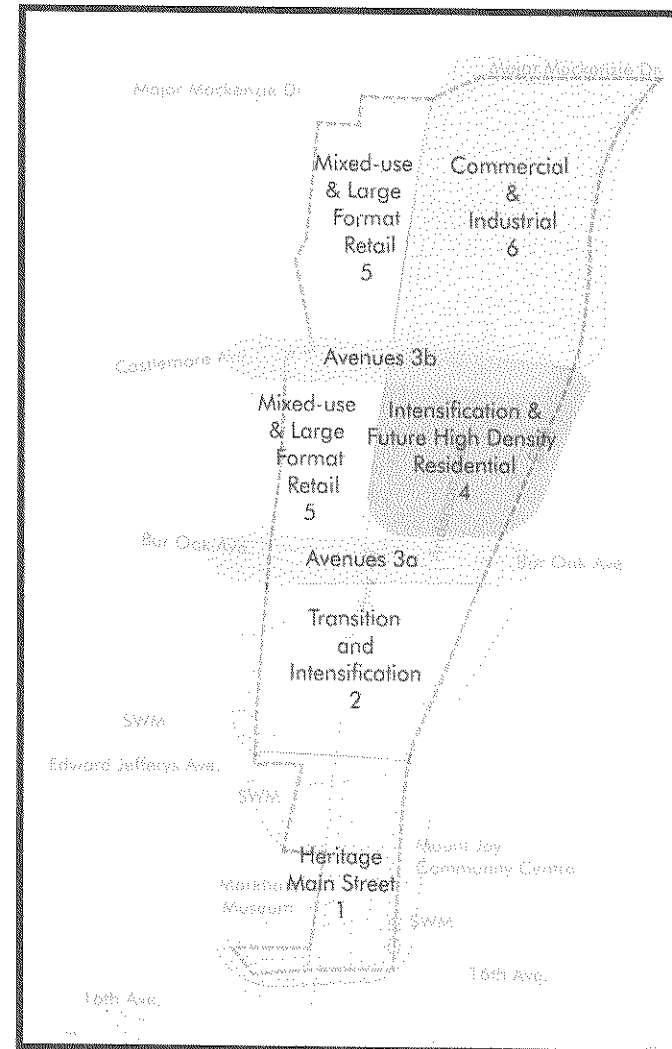 Major Mackenzie Dr.
Major Mackenzie Dr
Mixed-use
& Large
Format
Retail
5
Commercial
&
Industrial
6
Castlemore Ave.
Avenues 3b
Mixed-use
& Large
Format
Retail
5
Intensification &
Future High Density
Residential
4
Bur Oak Ave.
Avenues 3a
Bur Oak Ave
Transition
and
Intensification
2
SWM
Edward Jefferys Ave.
SWM
Heritage
Main Street
1
Mount Joy
Community Centre
Markham
Museum
SWM
16th Ave.
16th Ave.